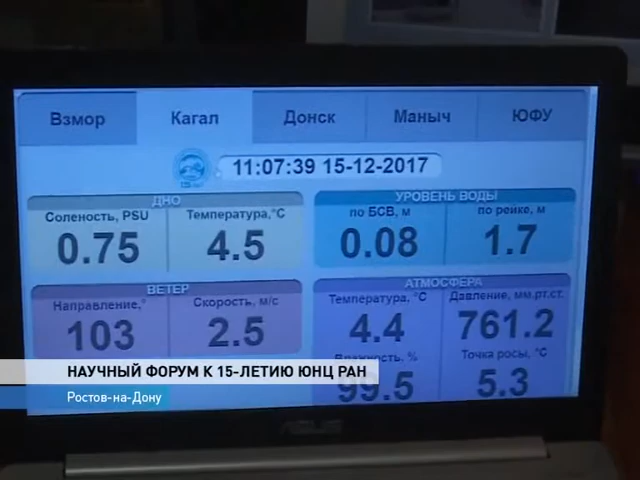 Взмор Кагал Донск Маныч ЮФУ
11:07:39 15-12-2017
ДНО
Соленость, PSU Температура,°C
0.75 4.5
УРОВЕНЬ ВОДЫ
по БСВ, м по рейке, м
0.08 1.7
ВЕТЕР
Направление,° Скорость, м/с
103 2.5
АТМОСФЕРА
Температура, °C Давление, мм.рт.ст.
4.4 761.2
Влажность, % Точка росы, °C
99.5 5.3
НАУЧНЫЙ ФОРУМ К 15-ЛЕТИЮ ЮНЦ РАН
Ростов-на-Дону
ASUS